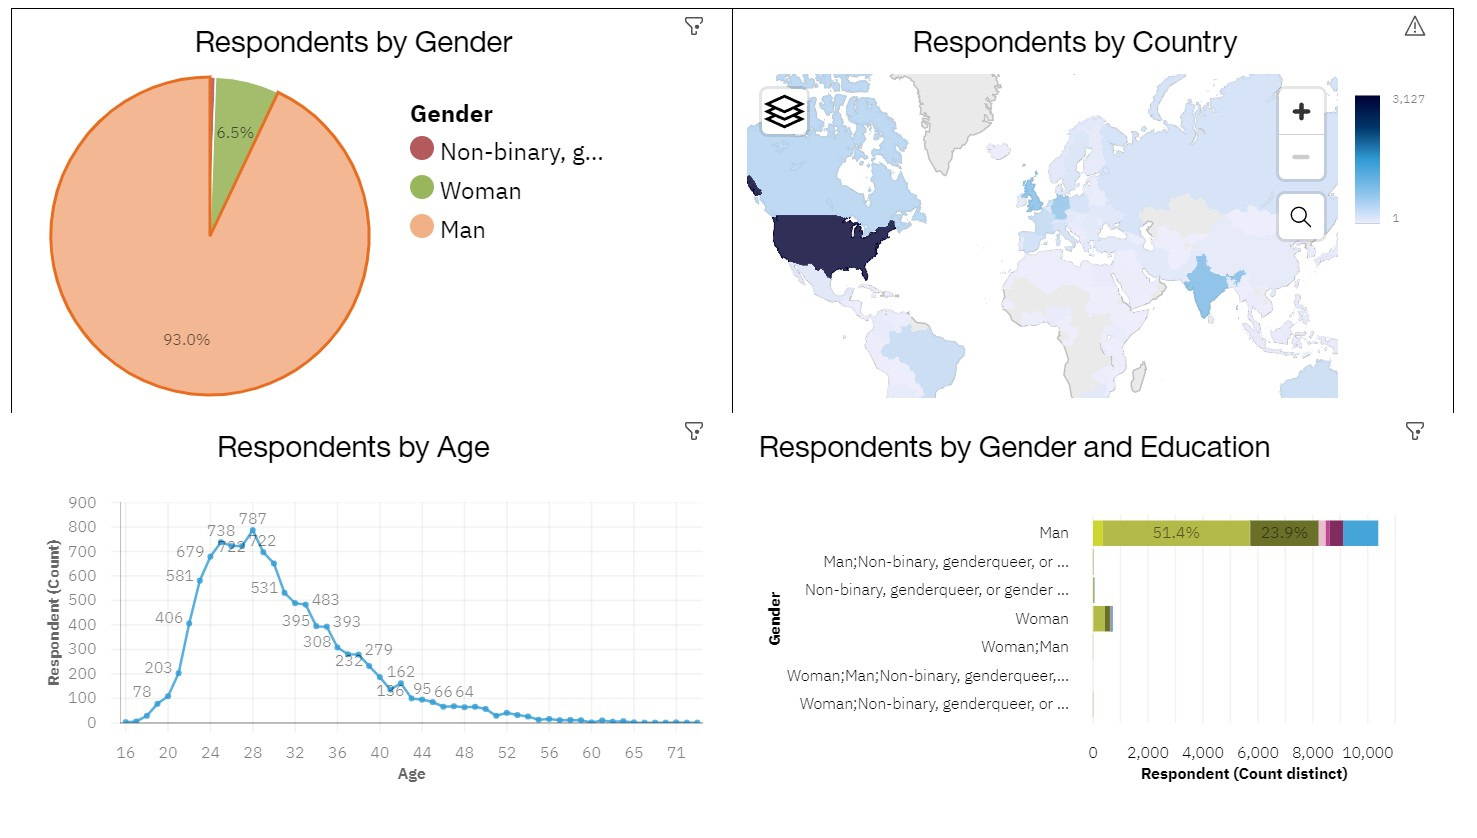 Respondents by Gender
6.5%
93.0%
Gender
Non-binary, g...
Woman
Man
Respondents by Country
3,127
1
Respondents by Age
Respondent (Count)
900
800
700
600
500
400
300
200
100
0
78
203
406
581
679
738
722
787
722
531
483
395
393
308
232
279
136
162
95
66
64
16 20 24 28 32 36 40 44 48 52 56 60 65 71
Age
Respondents by Gender and Education
Gender
Man
51.4%
23.9%
Man;Non-binary, genderqueer, or ...
Non-binary, genderqueer, or gender ...
Woman
Woman;Man
Woman;Man;Non-binary, genderqueer,...
Woman;Non-binary, genderqueer, or ...
0 2,000 4,000 6,000 8,000 10,000
Respondent (Count distinct)